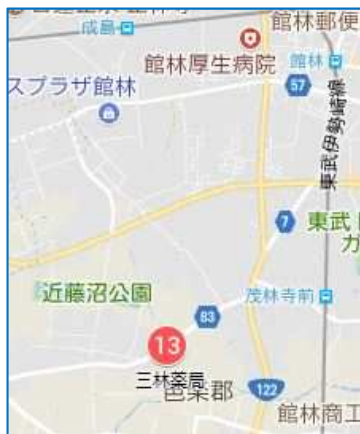 成島
館林郵便
館林厚生病院
館林
57
スプラザ館林
東武伊勢崎線
7
東武
ガ
近藤沼公園
茂林寺前
83
13
三林薬局
邑楽郡
122
館林商工